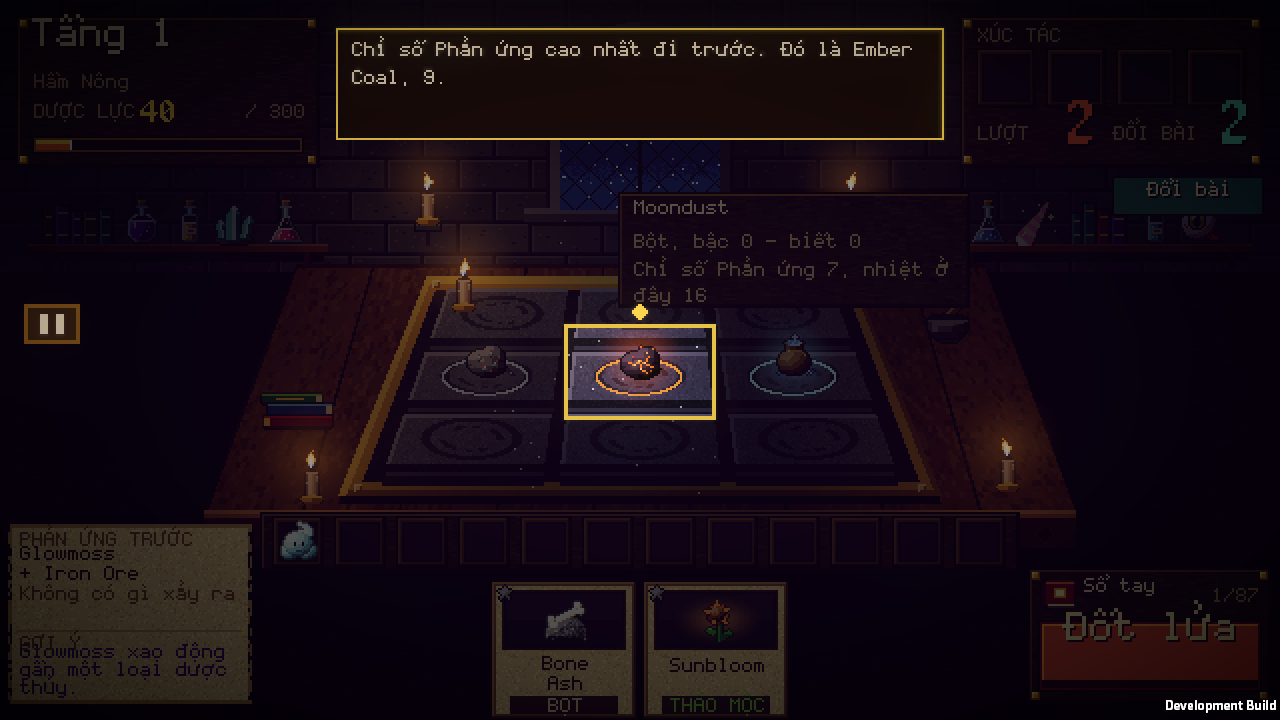 Tầng 1
Hầm Nông
DƯỢC LỰC 40 / 300
Chỉ số Phản ứng cao nhất đi trước. Đó là Ember
Coal, 9.
XÚC TÁC
LƯỢT 2 ĐỔI BÀI 2
Đổi bài
Moondust
Bột, bậc 0 - biết 0
Chỉ số Phản ứng 7, nhiệt ở
đây 16
PHẢN ỨNG TRƯỚC
Glowmoss
+ Iron Ore
Không có gì xảy ra
GỢI Ý
Glowmoss xao động
gần một loại dược
thủy.
Bone
Ash
BỘT
Sunbloom
THẢO MỘC
Sổ tay
1/87
Đốt lửa
Development Build